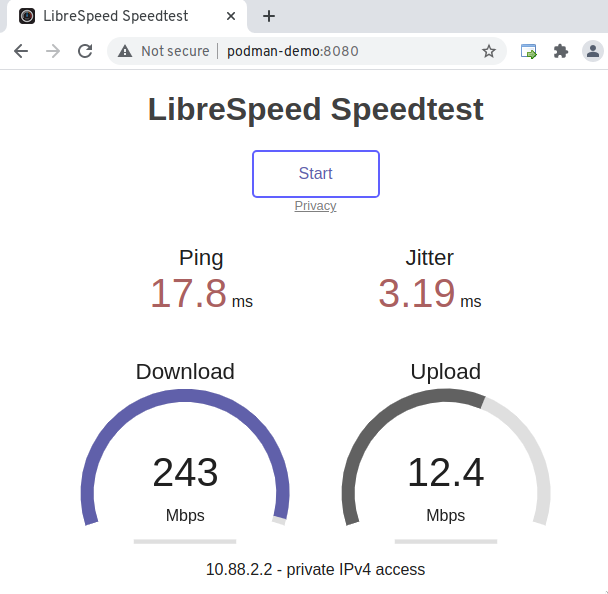 LibreSpeed Speedtest
Not secure podman-demo:8080
LibreSpeed Speedtest
Start
Privacy
Ping Jitter
17.8 ms 3.19 ms
Download Upload
243 12.4
Mbps Mbps
10.88.2.2 - private IPv4 access